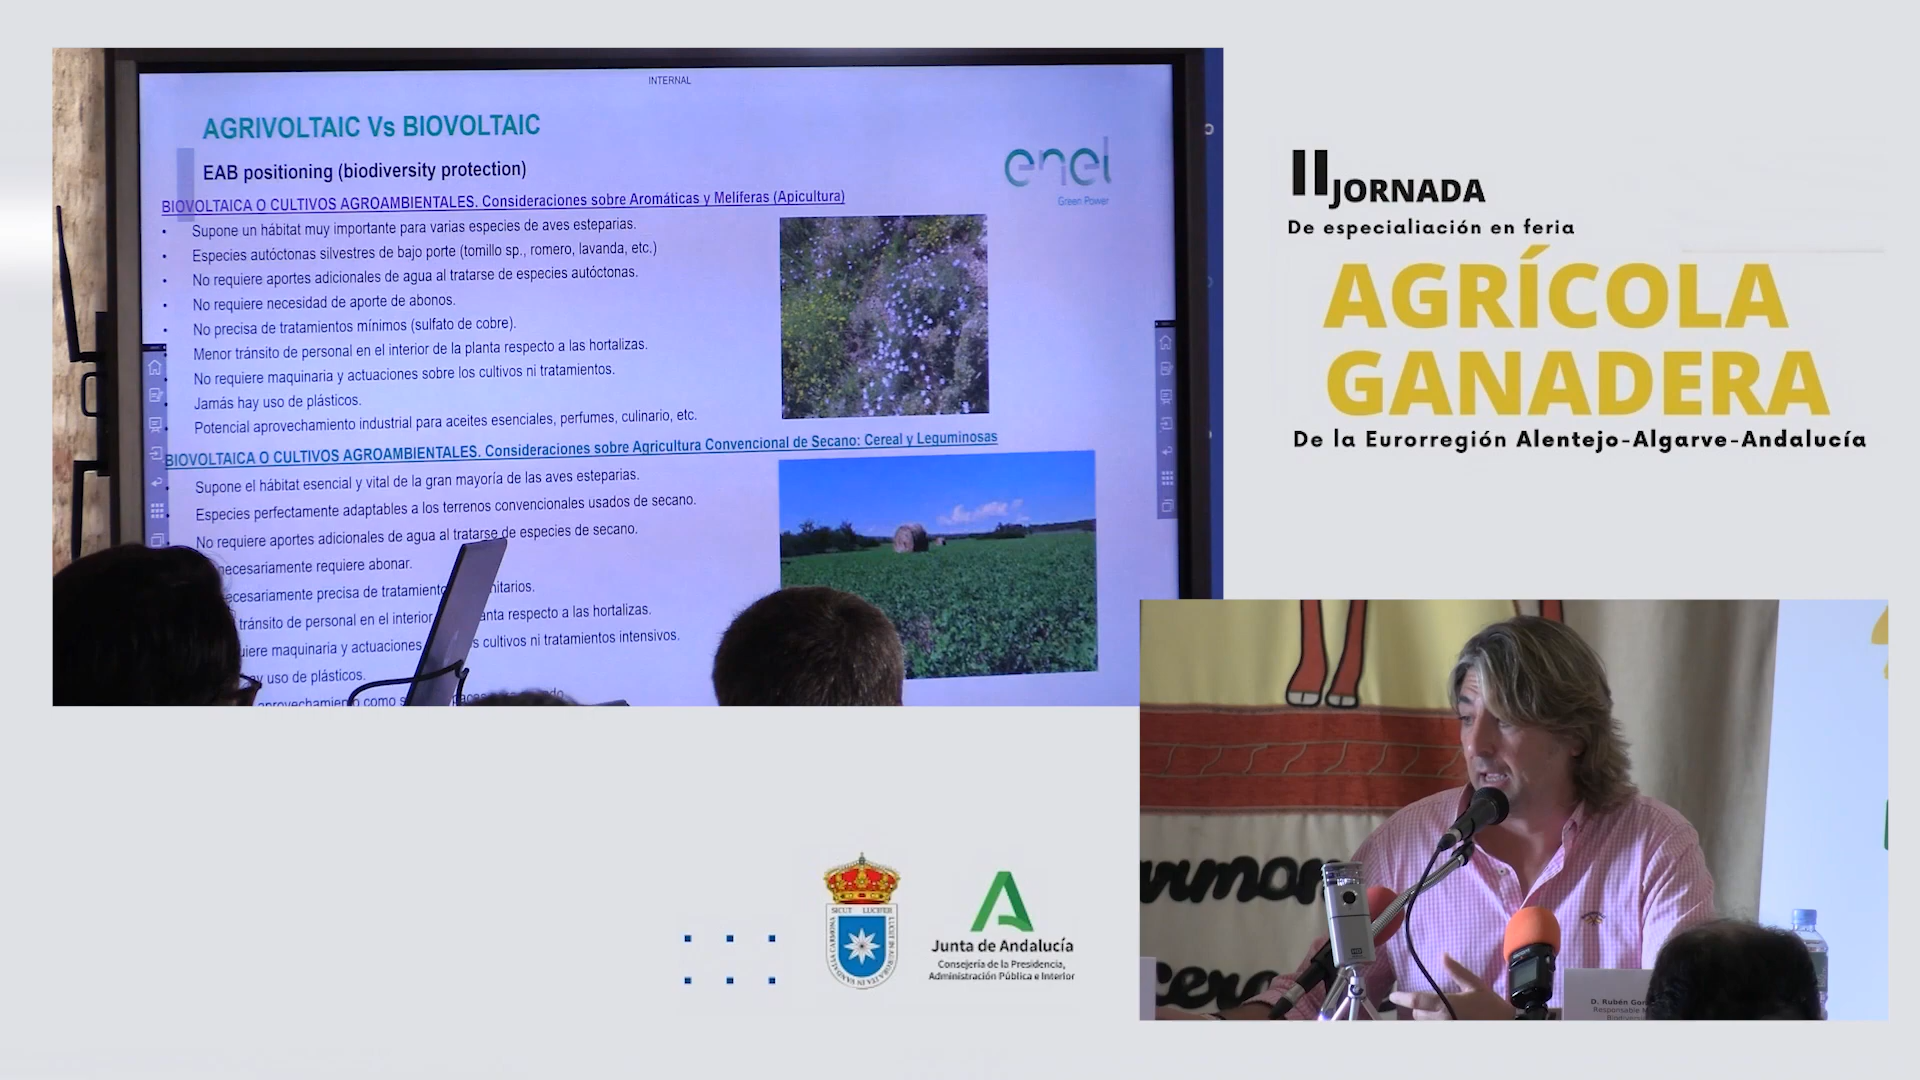 INTERNAL
AGRIVOLTAIC Vs BIOVOLTAIC
EAB positioning (biodiversity protection)
enel
Green Power
BIOVOLTAICA O CULTIVOS AGROAMBIENTALES. Consideraciones sobre Aromáticas y Melíferas (Apicultura)
• Supone un hábitat muy importante para varias especies de aves esteparias.
• Especies autóctonas silvestres de bajo porte (tomillo sp., romero, lavanda, etc.)
• No requiere aportes adicionales de agua al tratarse de especies autóctonas.
• No requiere necesidad de aporte de abonos.
• No precisa de tratamientos mínimos (sulfato de cobre).
Menor tránsito de personal en el interior de la planta respecto a las hortalizas.
No requiere maquinaria y actuaciones sobre los cultivos ni tratamientos.
Jamás hay uso de plásticos.
Potencial aprovechamiento industrial para aceites esenciales, perfumes, culinario, etc.
BIOVOLTAICA O CULTIVOS AGROAMBIENTALES. Consideraciones sobre Agricultura Convencional de Secano: Cereal y Leguminosas
• Supone el hábitat esencial y vital de la gran mayoría de las aves esteparias.
• Especies perfectamente adaptables a los terrenos convencionales usados de secano.
No requiere aportes adicionales de agua al tratarse de especies de secano.
requiere abonar.
precisa de
tránsito de personal en el interior respecto a las hortalizas.
maquinaria y actuaciones cultivos ni tratamientos intensivos.
uso de plásticos.
como
II JORNADA
De especialiación en feria
AGRÍCOLA
GANADERA
De la Eurorregión Alentejo-Algarve-Andalucía
SICUT LUCIFER
Junta de Andalucía
Consejería de la Presidencia,
Administración Pública e Interior
D. Rubén
Responsable